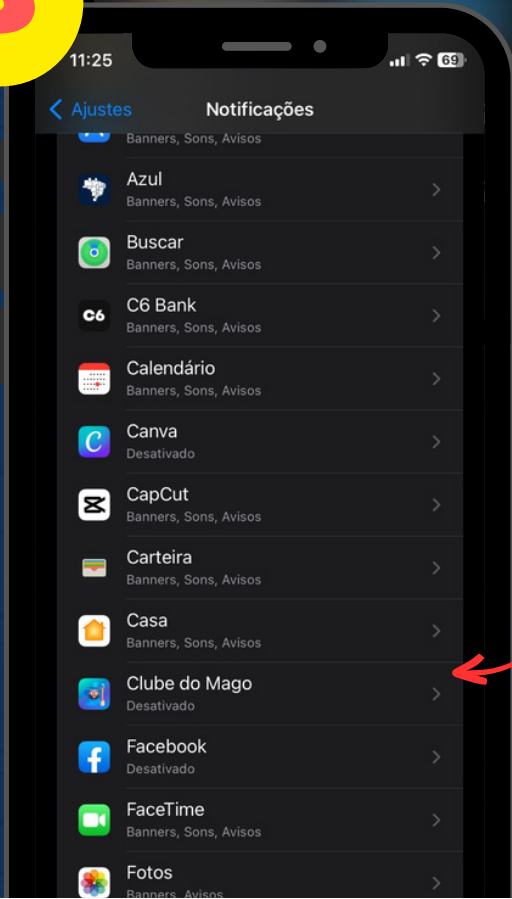 11:25
69
Ajustes
Notificações
Banners, Sons, Avisos
Azul
Banners, Sons, Avisos
Buscar
Banners, Sons, Avisos
C6 Bank
C6
Banners, Sons, Avisos
Calendário
Banners, Sons, Avisos
Canva
C
Desativado
CapCut
Banners, Sons, Avisos
Carteira
Banners, Sons, Avisos
Casa
Banners, Sons, Avisos
Clube do Mago
Desativado
Facebook
f
Desativado
FaceTime
Banners, Sons, Avisos
Fotos
Banners, Avisos